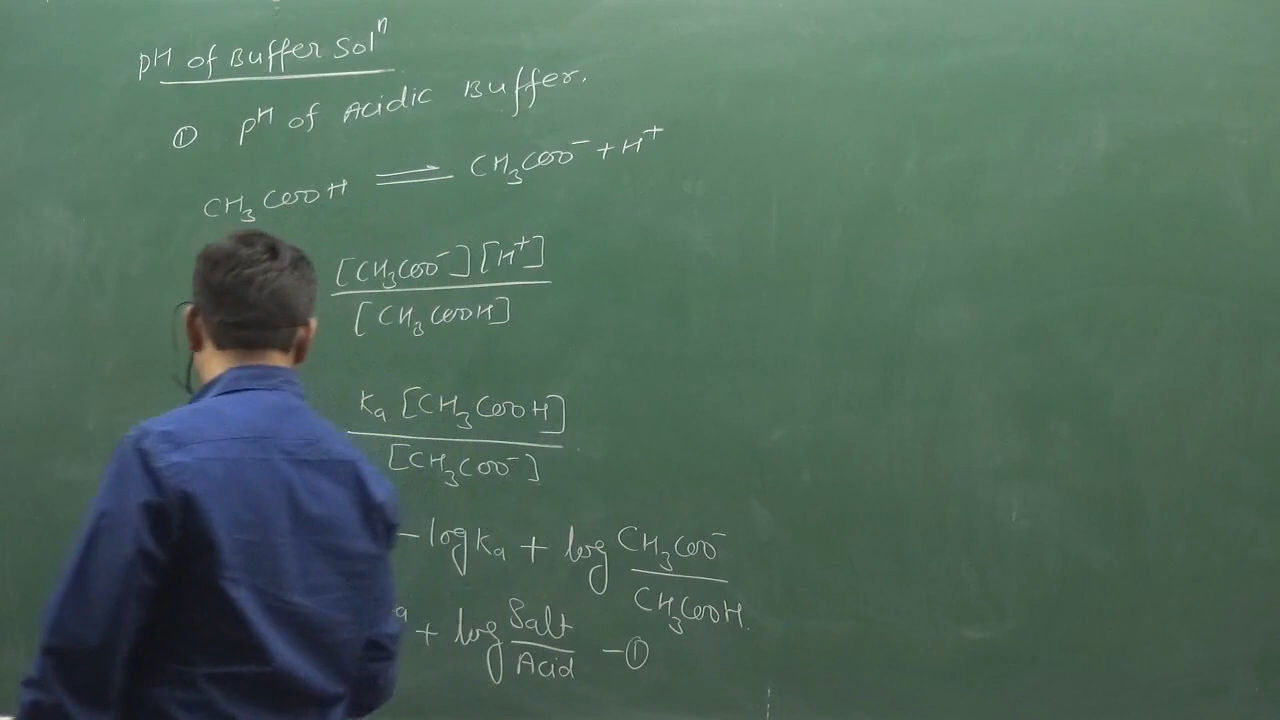 pH of Buffer Solⁿ
① pH of Acidic Buffer.
CH₃COOH ⇌ CH₃COO⁻ + H⁺
[CH₃COO⁻] [H⁺]
[CH₃COOH]
Ka [CH₃COOH]
[CH₃COO⁻]
- log Ka + log CH₃COO⁻
CH₃COOH.
a + log Salt
Acid - ①